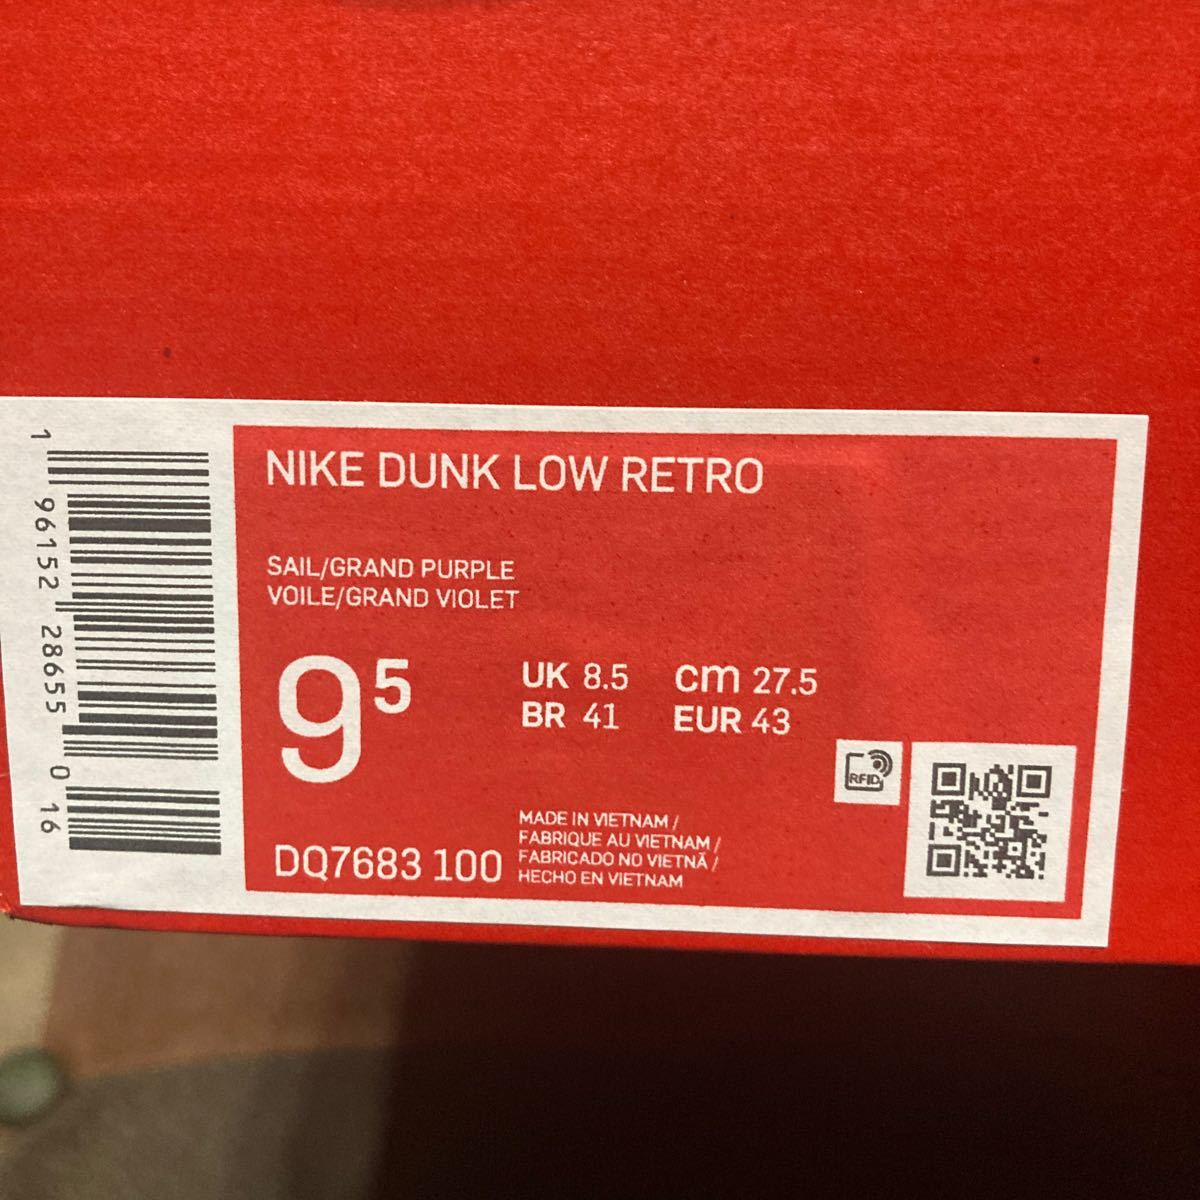 NIKE DUNK LOW RETRO
SAIL/GRAND PURPLE
VOILE/GRAND VIOLET
9⁵
UK 8.5 cm 27.5
BR 41 EUR 43
RFID
DQ7683 100
MADE IN VIETNAM /
FABRIQUE AU VIETNAM /
FABRICADO NO VIETNÃ /
HECHO EN VIETNAM
1 96152 28655 0 16